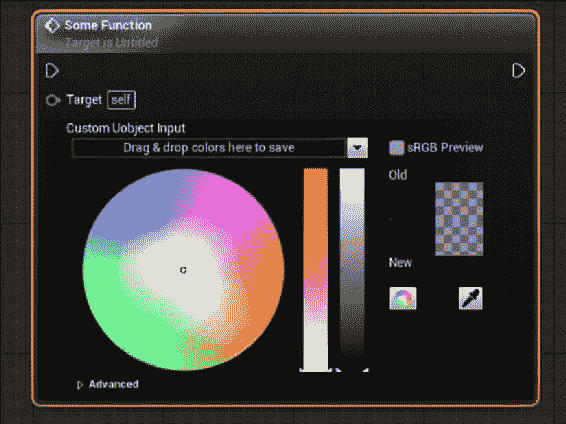 Some Function
Target is Untitled
Target self
Custom Uobject Input
Drag & drop colors here to save
sRGB Preview
Old
New
Advanced